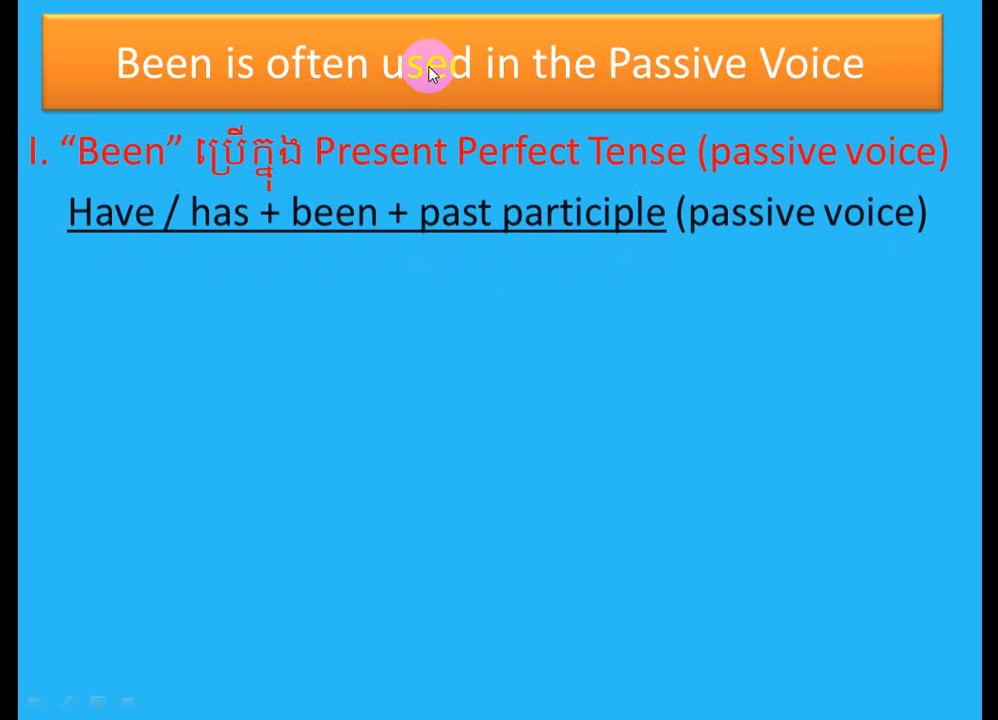 Been is often used in the Passive Voice
I. “Been” ប្រើក្នុង Present Perfect Tense (passive voice)
Have / has + been + past participle (passive voice)